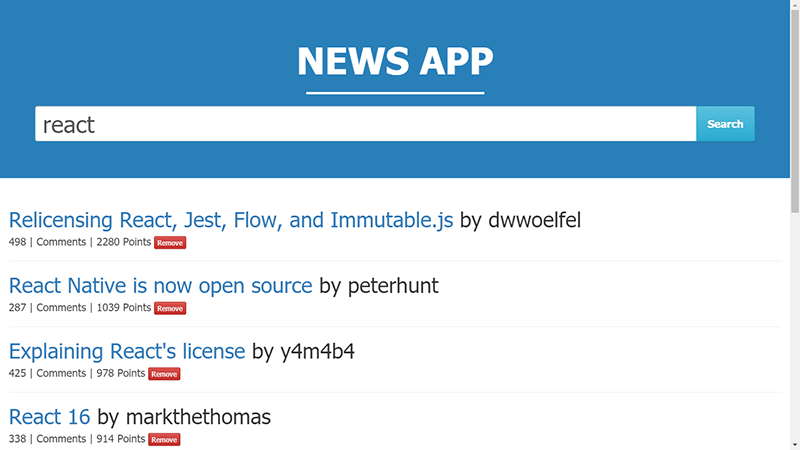 NEWS APP
react
Search
Relicensing React, Jest, Flow, and Immutable.js by dwwoelfel
498 | Comments | 2280 Points Remove
React Native is now open source by peterhunt
287 | Comments | 1039 Points Remove
Explaining React's license by y4m4b4
425 | Comments | 978 Points Remove
React 16 by markthethomas
338 | Comments | 914 Points Remove